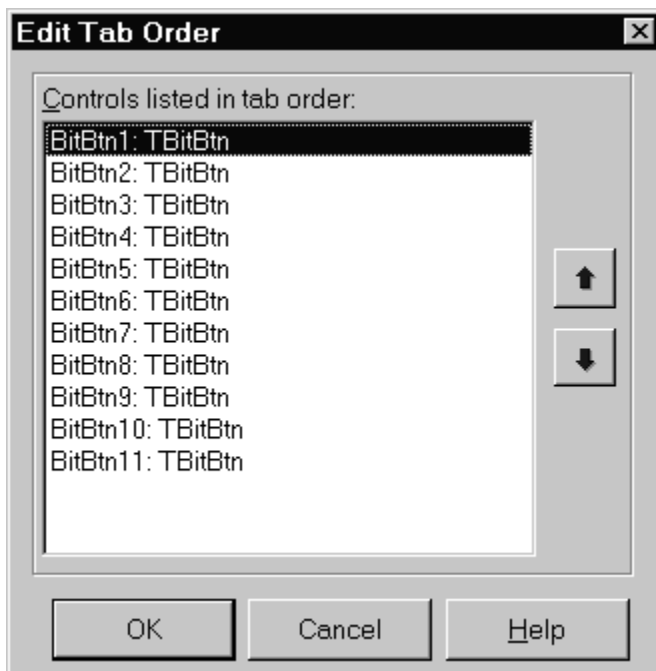 Edit Tab Order
Controls listed in tab order:
BitBtn1: TBitBtn
BitBtn2: TBitBtn
BitBtn3: TBitBtn
BitBtn4: TBitBtn
BitBtn5: TBitBtn
BitBtn6: TBitBtn
BitBtn7: TBitBtn
BitBtn8: TBitBtn
BitBtn9: TBitBtn
BitBtn10: TBitBtn
BitBtn11: TBitBtn
OK Cancel Help